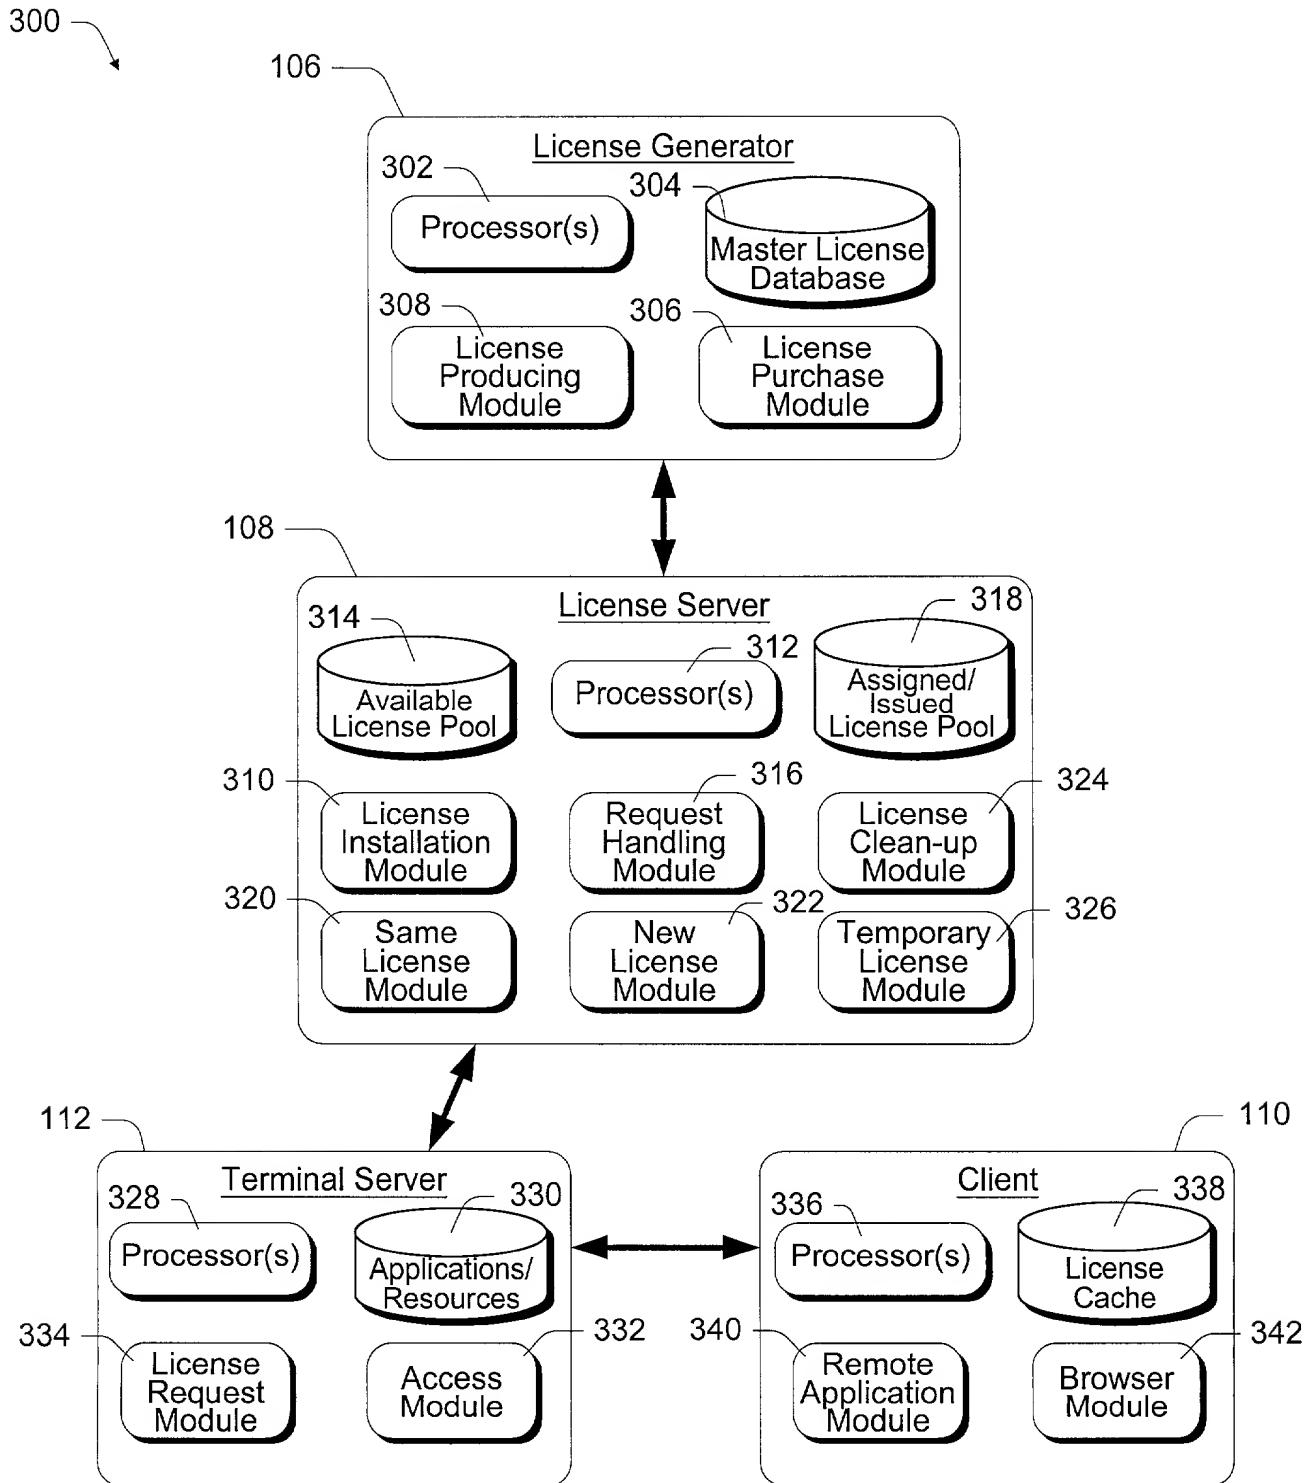 300
106
License Generator
302
304
Processor(s)
Master License
Database
308
306
License
Producing
Module
License
Purchase
Module
108
License Server
314
312
318
Available
License Pool
Processor(s)
Assigned/
Issued
License Pool
310
316
324
License
Installation
Module
Request
Handling
Module
License
Clean-up
Module
320
322
326
Same
License
Module
New
License
Module
Temporary
License
Module
112
110
Terminal Server
328
330
Processor(s)
Applications/
Resources
334
332
License
Request
Module
Access
Module
Client
336
338
Processor(s)
License
Cache
340
342
Remote
Application
Module
Browser
Module